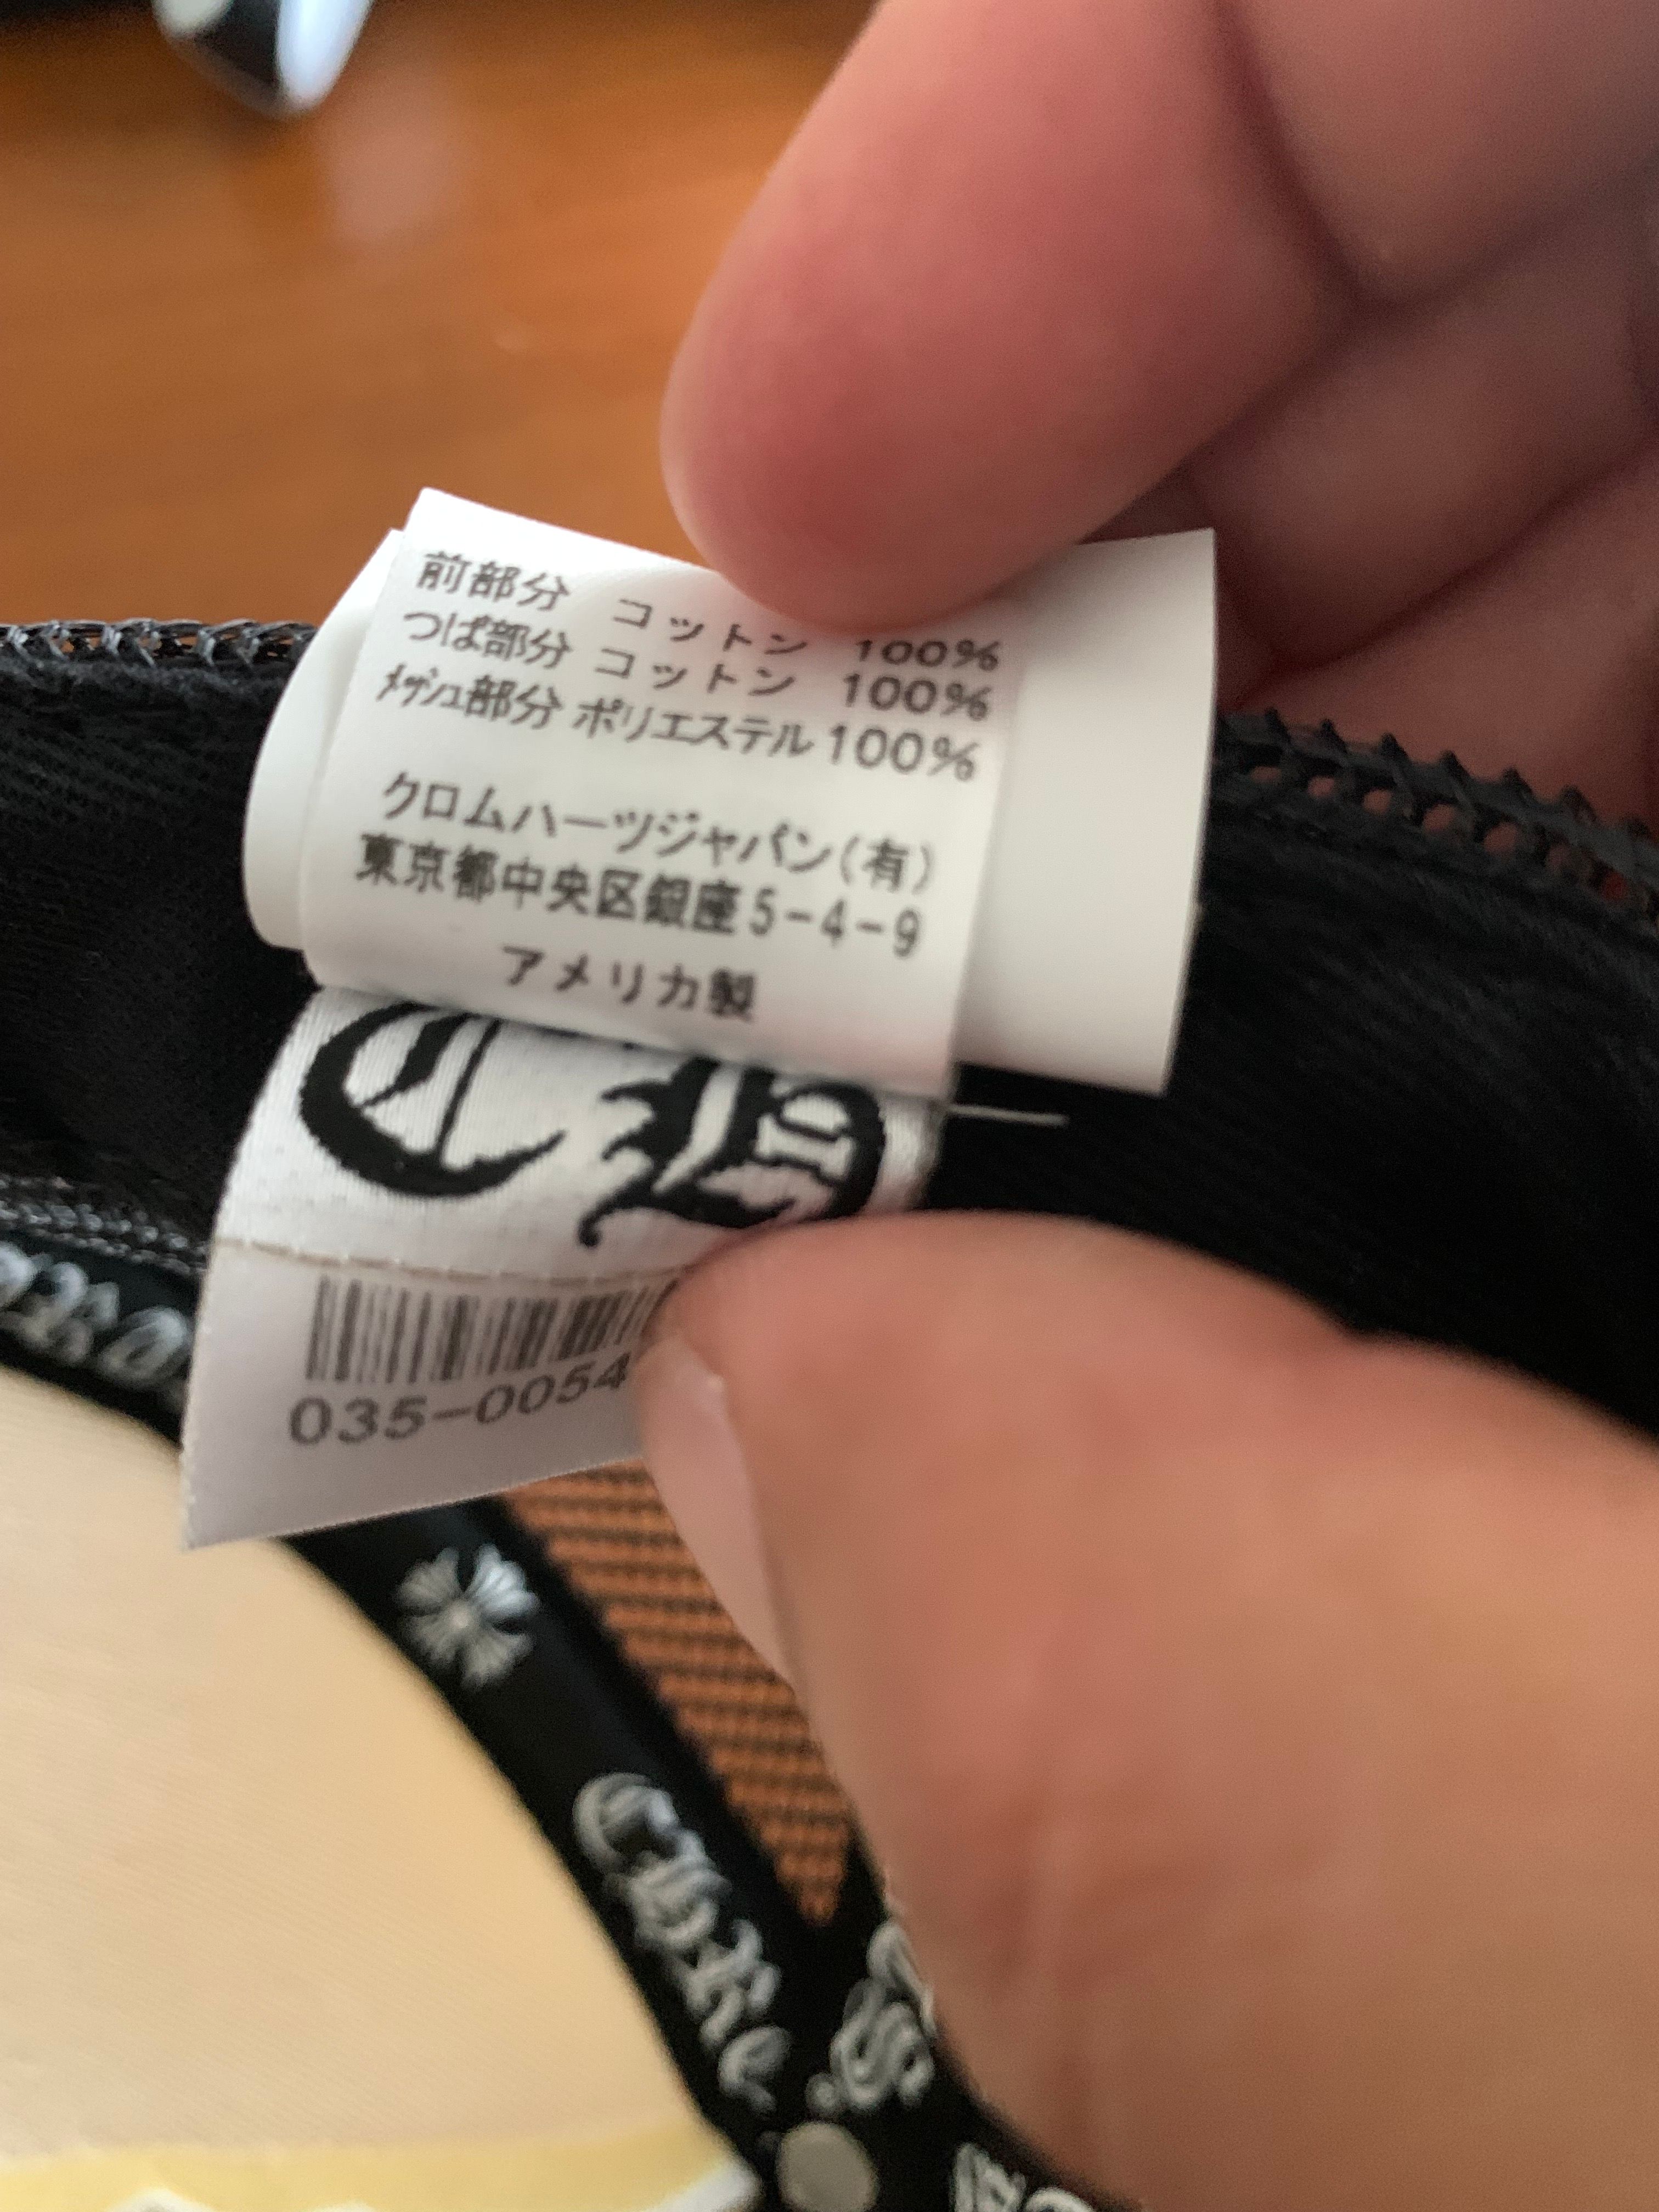 前部分 コットン 100%
つば部分 コットン 100%
ﾒｯｼｭ部分 ポリエステル 100%
クロムハーツジャパン(有)
東京都中央区銀座5-4-9
アメリカ製
CH
035-0054
Chro